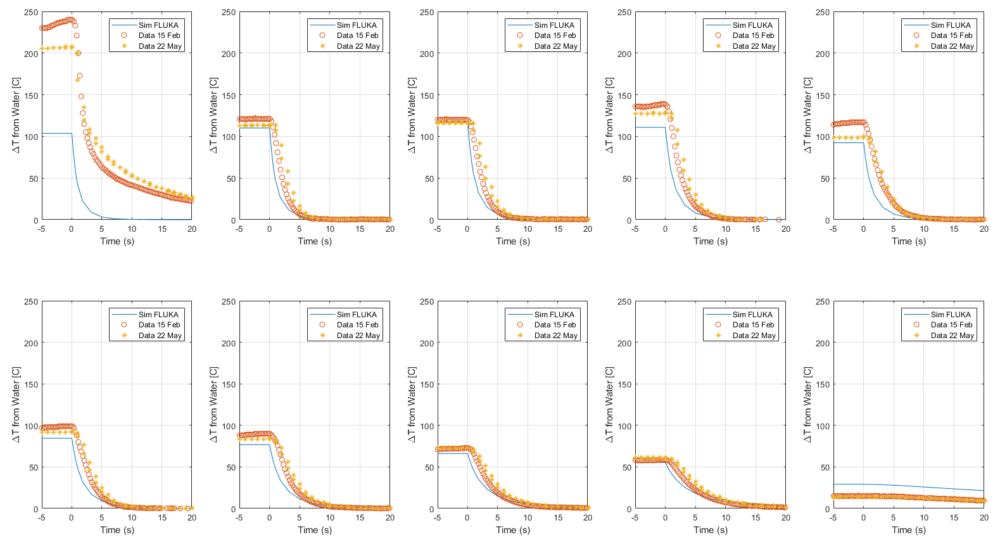 250
200
150
100
50
0
-5 0 5 10 15 20
Time (s)
ΔT from Water [C]
Sim FLUKA
Data 15 Feb
Data 22 May
250
200
150
100
50
0
-5 0 5 10 15 20
Time (s)
ΔT from Water [C]
Sim FLUKA
Data 15 Feb
Data 22 May
250
200
150
100
50
0
-5 0 5 10 15 20
Time (s)
ΔT from Water [C]
Sim FLUKA
Data 15 Feb
Data 22 May
250
200
150
100
50
0
-5 0 5 10 15 20
Time (s)
ΔT from Water [C]
Sim FLUKA
Data 15 Feb
Data 22 May
250
200
150
100
50
0
-5 0 5 10 15 20
Time (s)
ΔT from Water [C]
Sim FLUKA
Data 15 Feb
Data 22 May
250
200
150
100
50
0
-5 0 5 10 15 20
Time (s)
ΔT from Water [C]
Sim FLUKA
Data 15 Feb
Data 22 May
250
200
150
100
50
0
-5 0 5 10 15 20
Time (s)
ΔT from Water [C]
Sim FLUKA
Data 15 Feb
Data 22 May
250
200
150
100
50
0
-5 0 5 10 15 20
Time (s)
ΔT from Water [C]
Sim FLUKA
Data 15 Feb
Data 22 May
250
200
150
100
50
0
-5 0 5 10 15 20
Time (s)
ΔT from Water [C]
Sim FLUKA
Data 15 Feb
Data 22 May
250
200
150
100
50
0
-5 0 5 10 15 20
Time (s)
ΔT from Water [C]
Sim FLUKA
Data 15 Feb
Data 22 May